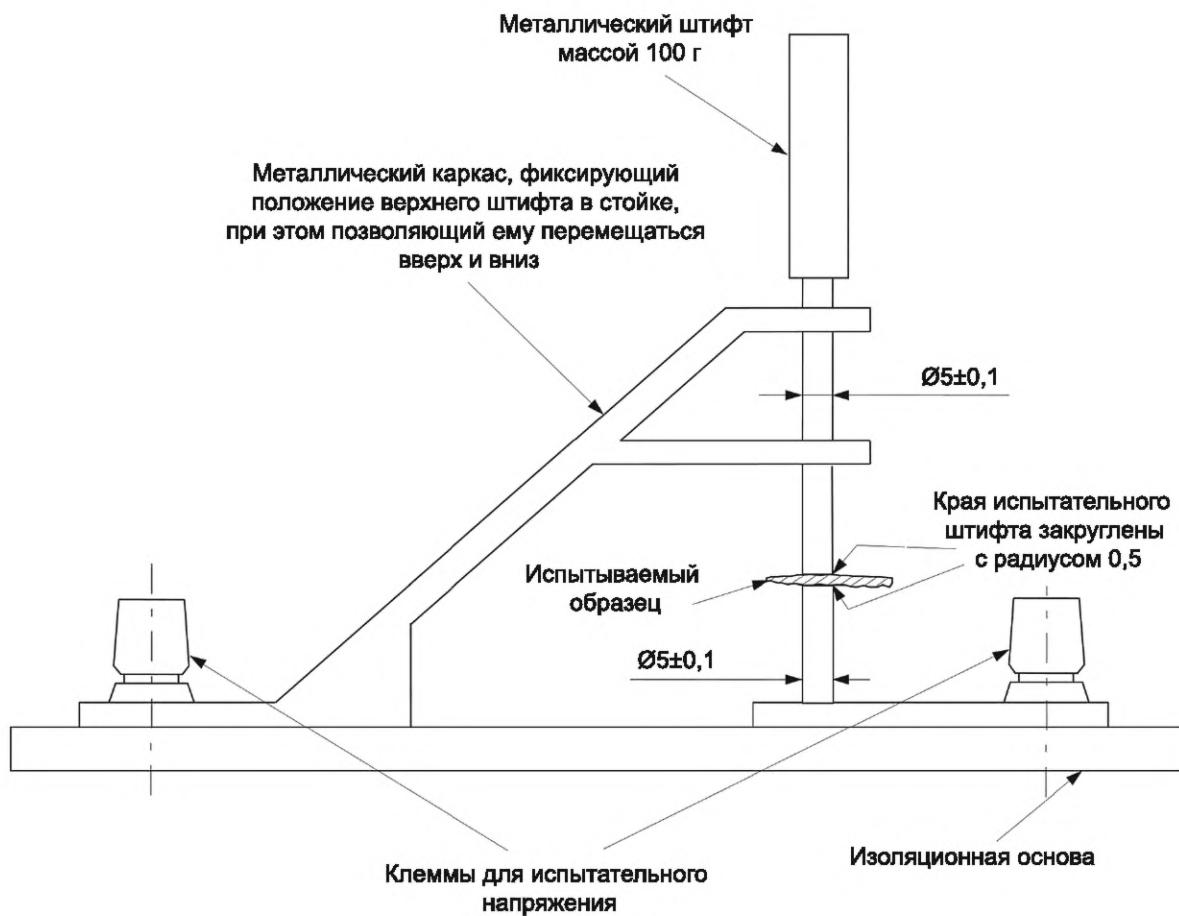 Металлический штифт
массой 100 г
Металлический каркас, фиксирующий
положение верхнего штифта в стойке,
при этом позволяющий ему перемещаться
вверх и вниз
Ø5±0,1
Края испытательного
штифта закруглены
с радиусом 0,5
Испытываемый
образец
Ø5±0,1
Клеммы для испытательного
напряжения
Изоляционная основа